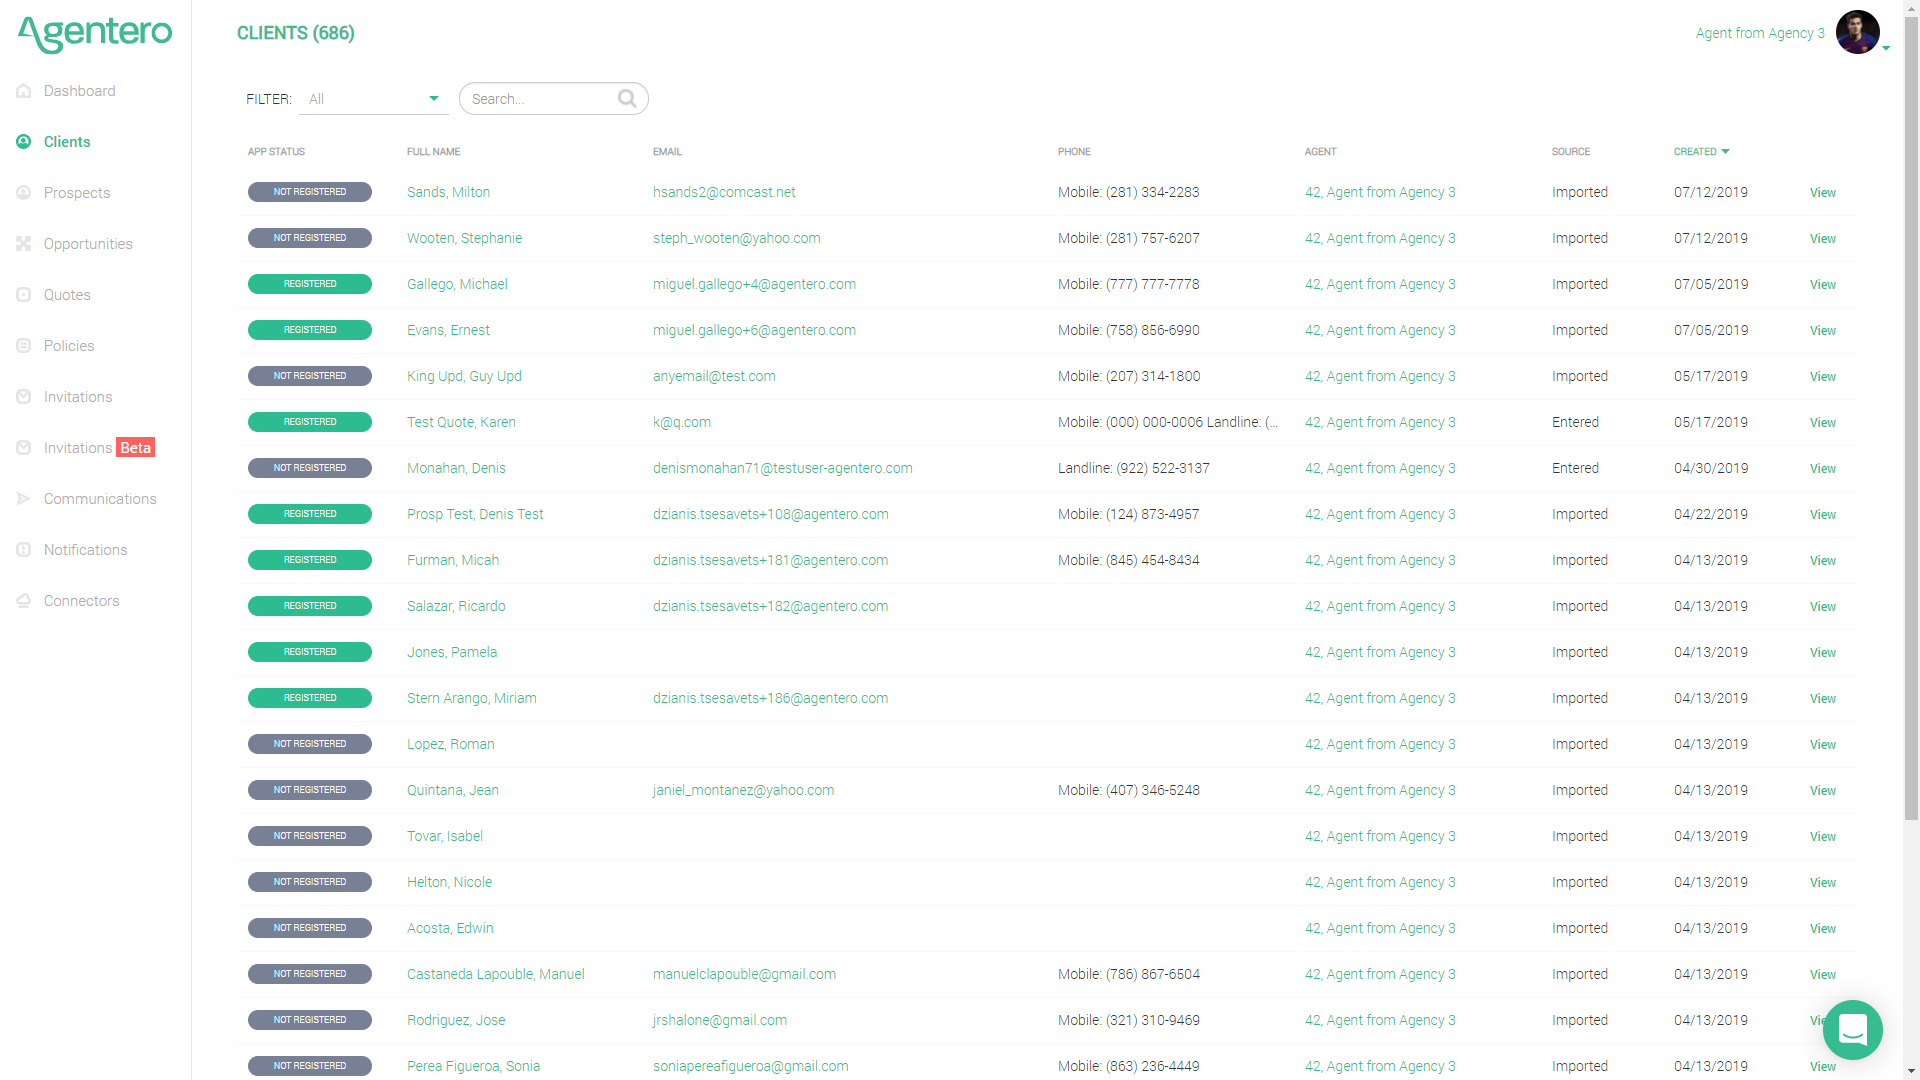 Agentero
CLIENTS (686)
Agent from Agency 3
Dashboard
Clients
Prospects
Opportunities
Quotes
Policies
Invitations
Invitations Beta
Communications
Notifications
Connectors
FILTER: All Search...
APP STATUS FULL NAME EMAIL PHONE AGENT SOURCE CREATED
NOT REGISTERED Sands, Milton hsands2@comcast.net Mobile: (281) 334-2283 42, Agent from Agency 3 Imported 07/12/2019 View
NOT REGISTERED Wooten, Stephanie steph_wooten@yahoo.com Mobile: (281) 757-6207 42, Agent from Agency 3 Imported 07/12/2019 View
REGISTERED Gallego, Michael miguel.gallego+4@agentero.com Mobile: (777) 777-7778 42, Agent from Agency 3 Imported 07/05/2019 View
REGISTERED Evans, Ernest miguel.gallego+6@agentero.com Mobile: (758) 856-6990 42, Agent from Agency 3 Imported 07/05/2019 View
NOT REGISTERED King Upd, Guy Upd anyemail@test.com Mobile: (207) 314-1800 42, Agent from Agency 3 Imported 05/17/2019 View
REGISTERED Test Quote, Karen k@q.com Mobile: (000) 000-0006 Landline: (... 42, Agent from Agency 3 Entered 05/17/2019 View
NOT REGISTERED Monahan, Denis denismonahan71@testuser-agentero.com Landline: (922) 522-3137 42, Agent from Agency 3 Entered 04/30/2019 View
REGISTERED Prosp Test, Denis Test dzianis.tsesavets+108@agentero.com Mobile: (124) 873-4957 42, Agent from Agency 3 Imported 04/22/2019 View
REGISTERED Furman, Micah dzianis.tsesavets+181@agentero.com Mobile: (845) 454-8434 42, Agent from Agency 3 Imported 04/13/2019 View
REGISTERED Salazar, Ricardo dzianis.tsesavets+182@agentero.com 42, Agent from Agency 3 Imported 04/13/2019 View
REGISTERED Jones, Pamela 42, Agent from Agency 3 Imported 04/13/2019 View
REGISTERED Stern Arango, Miriam dzianis.tsesavets+186@agentero.com 42, Agent from Agency 3 Imported 04/13/2019 View
NOT REGISTERED Lopez, Roman 42, Agent from Agency 3 Imported 04/13/2019 View
NOT REGISTERED Quintana, Jean janiel_montanez@yahoo.com Mobile: (407) 346-5248 42, Agent from Agency 3 Imported 04/13/2019 View
NOT REGISTERED Tovar, Isabel 42, Agent from Agency 3 Imported 04/13/2019 View
NOT REGISTERED Helton, Nicole 42, Agent from Agency 3 Imported 04/13/2019 View
NOT REGISTERED Acosta, Edwin 42, Agent from Agency 3 Imported 04/13/2019 View
NOT REGISTERED Castaneda Lapouble, Manuel manuelclapouble@gmail.com Mobile: (786) 867-6504 42, Agent from Agency 3 Imported 04/13/2019 View
NOT REGISTERED Rodriguez, Jose jrshalone@gmail.com Mobile: (321) 310-9469 42, Agent from Agency 3 Imported 04/13/2019
NOT REGISTERED Perea Figueroa, Sonia soniapereafigueroa@gmail.com Mobile: (863) 236-4449 42, Agent from Agency 3 Imported 04/13/2019 View